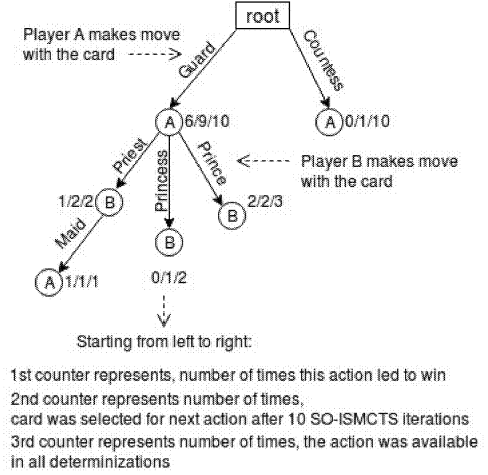 root
Player A makes move
with the card
Guard
Countess
A 6/9/10
A 0/1/10
Priest
Princess
Prince
Player B makes move
with the card
1/2/2 B
B 2/2/3
Maid
B
A 1/1/1
0/1/2
Starting from left to right:
1st counter represents, number of times this action led to win
2nd counter represents number of times,
card was selected for next action after 10 SO-ISMCTS iterations
3rd counter represents number of times, the action was available
in all determinizations